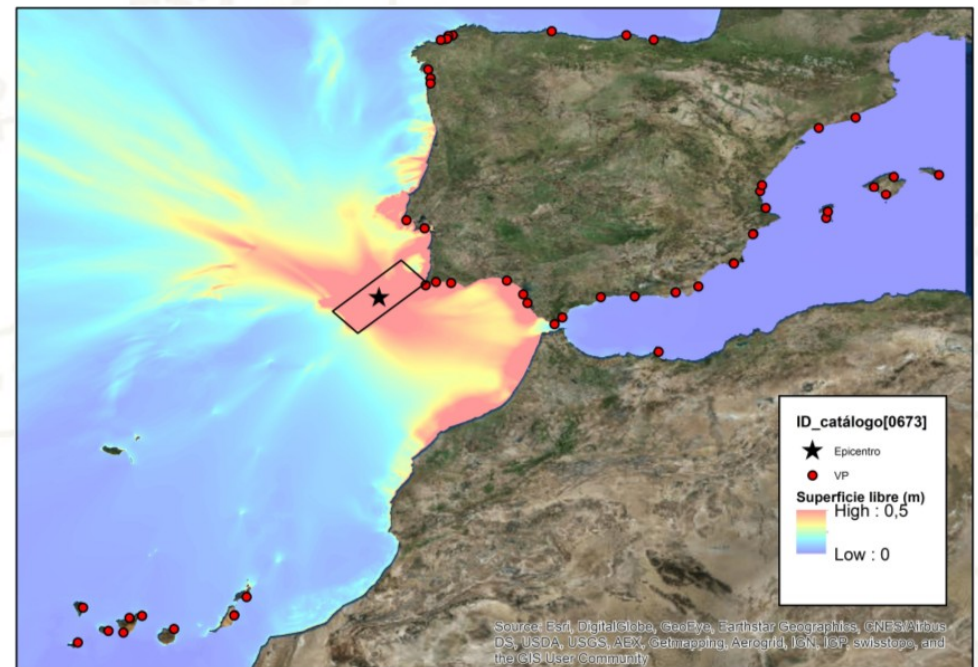 ID_catálogo[0673]
Epicentro
VP
Superficie libre (m)
High : 0,5
Low : 0
Source: Esri, DigitalGlobe, GeoEye, Earthstar Geographics, CNES/Airbus
DS, USDA, USGS, AEX, Getmapping, Aerogrid, IGN, IGP, swisstopo, and
the GIS User Community